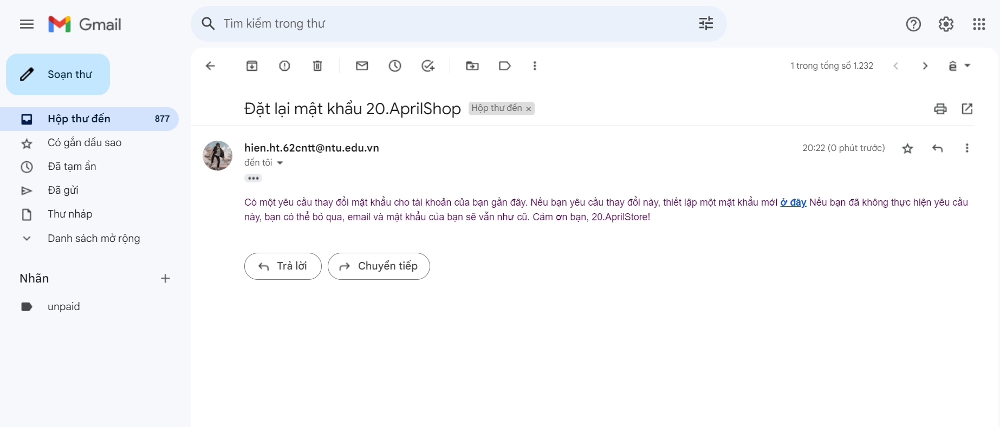 Gmail
Tìm kiếm trong thư
Soạn thư
1 trong tổng số 1.232
Đặt lại mật khẩu 20.AprilShop
Hộp thư đến ×
Hộp thư đến 877
Có gắn dấu sao
Đã tạm ẩn
Đã gửi
Thư nháp
Danh sách mở rộng
Nhãn
unpaid
hien.ht.62cntt@ntu.edu.vn
20:22 (0 phút trước)
đến tôi
Có một yêu cầu thay đổi mật khẩu cho tài khoản của bạn gần đây. Nếu bạn yêu cầu thay đổi này, thiết lập một mật khẩu mới ở đây Nếu bạn đã không thực hiện yêu cầu
này, bạn có thể bỏ qua, email và mật khẩu của bạn sẽ vẫn như cũ. Cảm ơn bạn, 20.AprilStore!
Trả lời
Chuyển tiếp